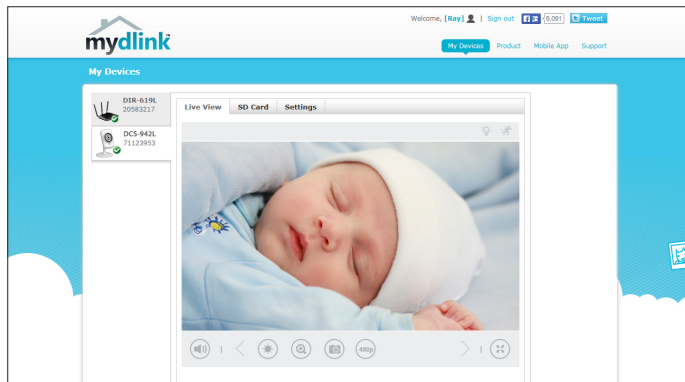 Welcome, [Ray] | Sign out 6,091 Tweet
mydlink
My Devices Product Mobile App Support
My Devices
DIR-619L
20583217
DCS-942L
71123953
Live View SD Card Settings
480p